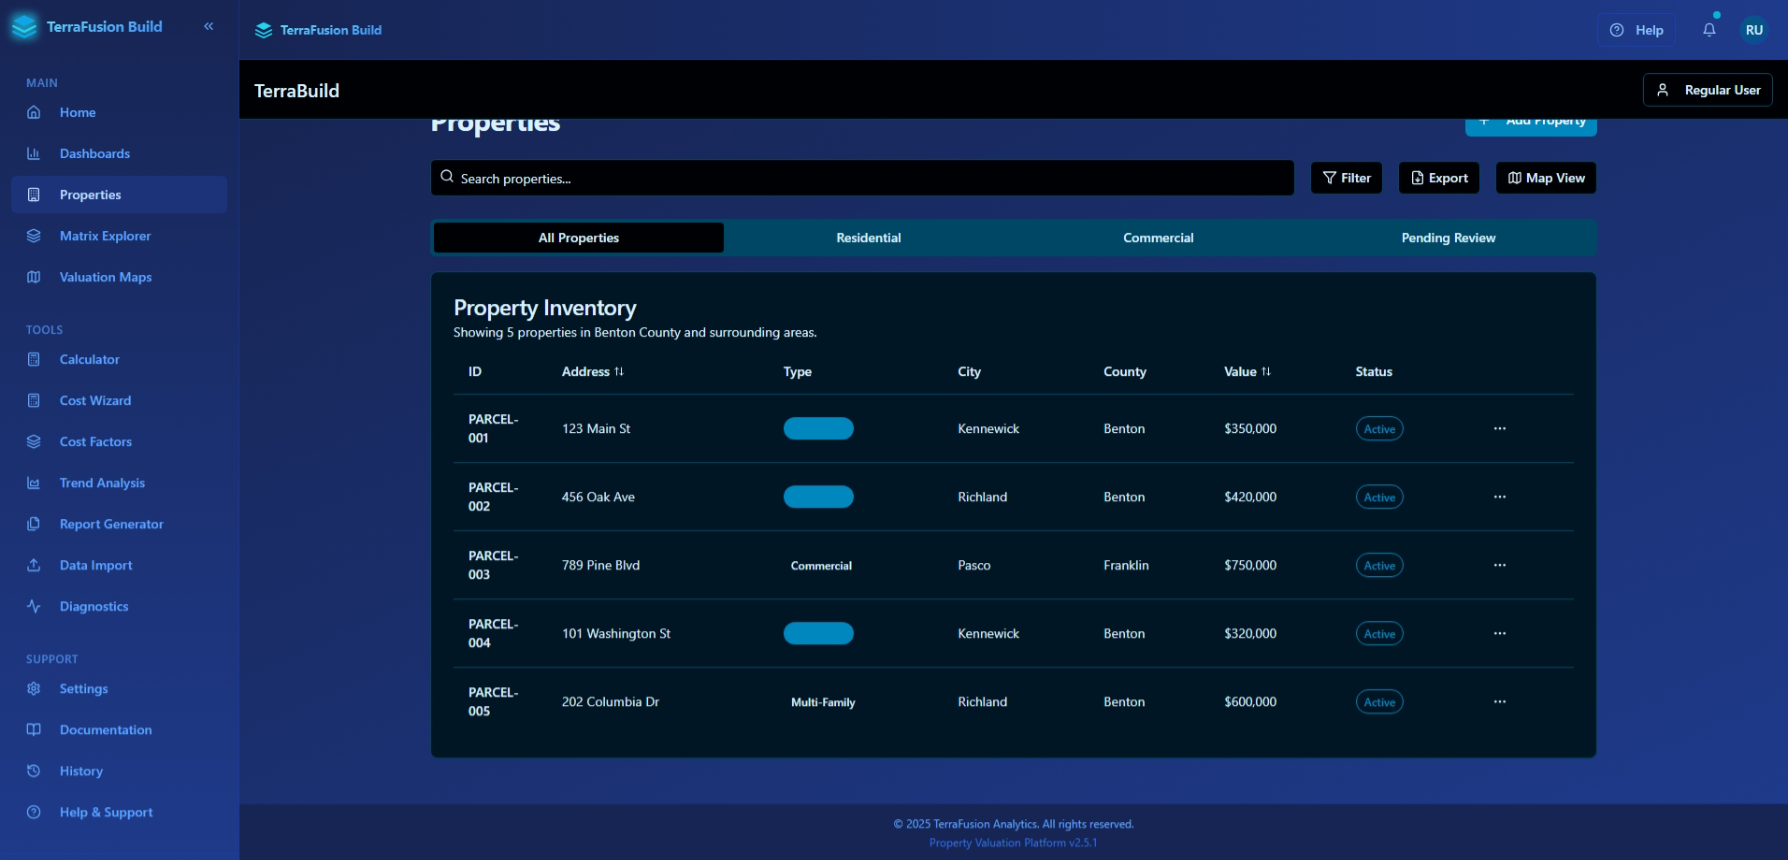 TerraFusion Build
MAIN
Home
Dashboards
Properties
Matrix Explorer
Valuation Maps
TOOLS
Calculator
Cost Wizard
Cost Factors
Trend Analysis
Report Generator
Data Import
Diagnostics
SUPPORT
Settings
Documentation
History
Help & Support
TerraFusion Build
Help
RU
TerraBuild
Regular User
Properties
Add Property
Search properties...
Filter
Export
Map View
All Properties
Residential
Commercial
Pending Review
Property Inventory
Showing 5 properties in Benton County and surrounding areas.
ID Address Type City County Value Status
PARCEL-
001
123 Main St Kennewick Benton $350,000 Active
PARCEL-
002
456 Oak Ave Richland Benton $420,000 Active
PARCEL-
003
789 Pine Blvd Commercial Pasco Franklin $750,000 Active
PARCEL-
004
101 Washington St Kennewick Benton $320,000 Active
PARCEL-
005
202 Columbia Dr Multi-Family Richland Benton $600,000 Active
© 2025 TerraFusion Analytics. All rights reserved.
Property Valuation Platform v2.5.1